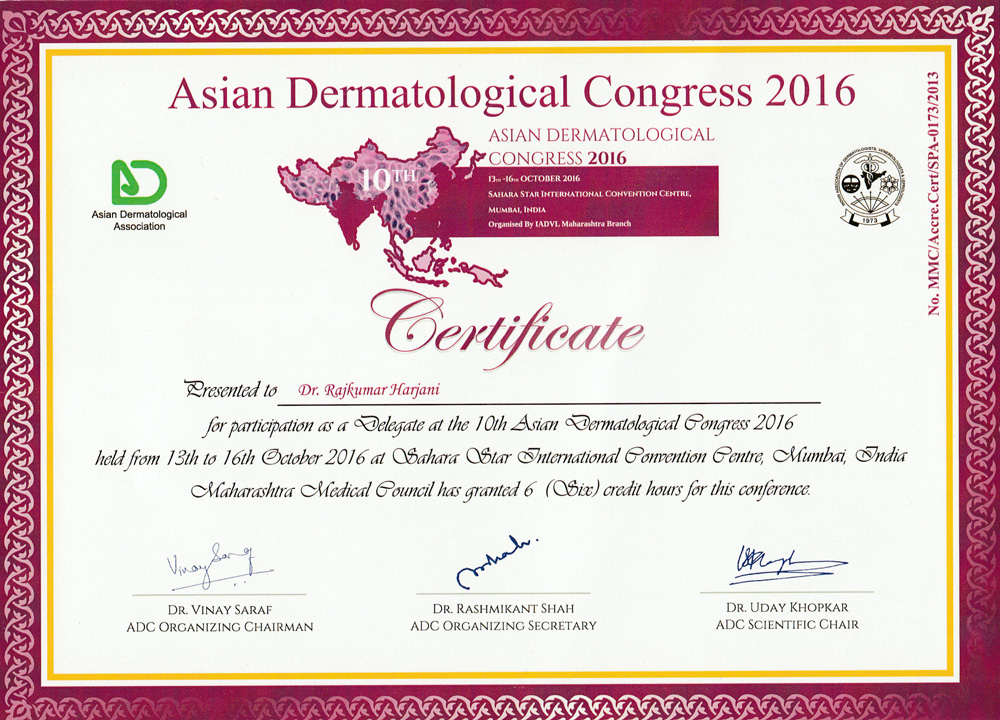 Asian Dermatological Congress 2016
10TH
ASIAN DERMATOLOGICAL
CONGRESS 2016
13TH -16TH OCTOBER 2016
SAHARA STAR INTERNATIONAL CONVENTION CENTRE,
MUMBAI, INDIA
Organised By IADVL Maharashtra Branch
Asian Dermatological
Association
1973
No. MMC/Accre.Cert/SPA-0173/2013
Certificate
Presented to Dr. Rajkumar Harjani
for participation as a Delegate at the 10th Asian Dermatological Congress 2016
held from 13th to 16th October 2016 at Sahara Star International Convention Centre, Mumbai, India
Maharashtra Medical Council has granted 6 (Six) credit hours for this conference.
DR. VINAY SARAF
ADC ORGANIZING CHAIRMAN
DR. RASHMIKANT SHAH
ADC ORGANIZING SECRETARY
DR. UDAY KHOPKAR
ADC SCIENTIFIC CHAIR